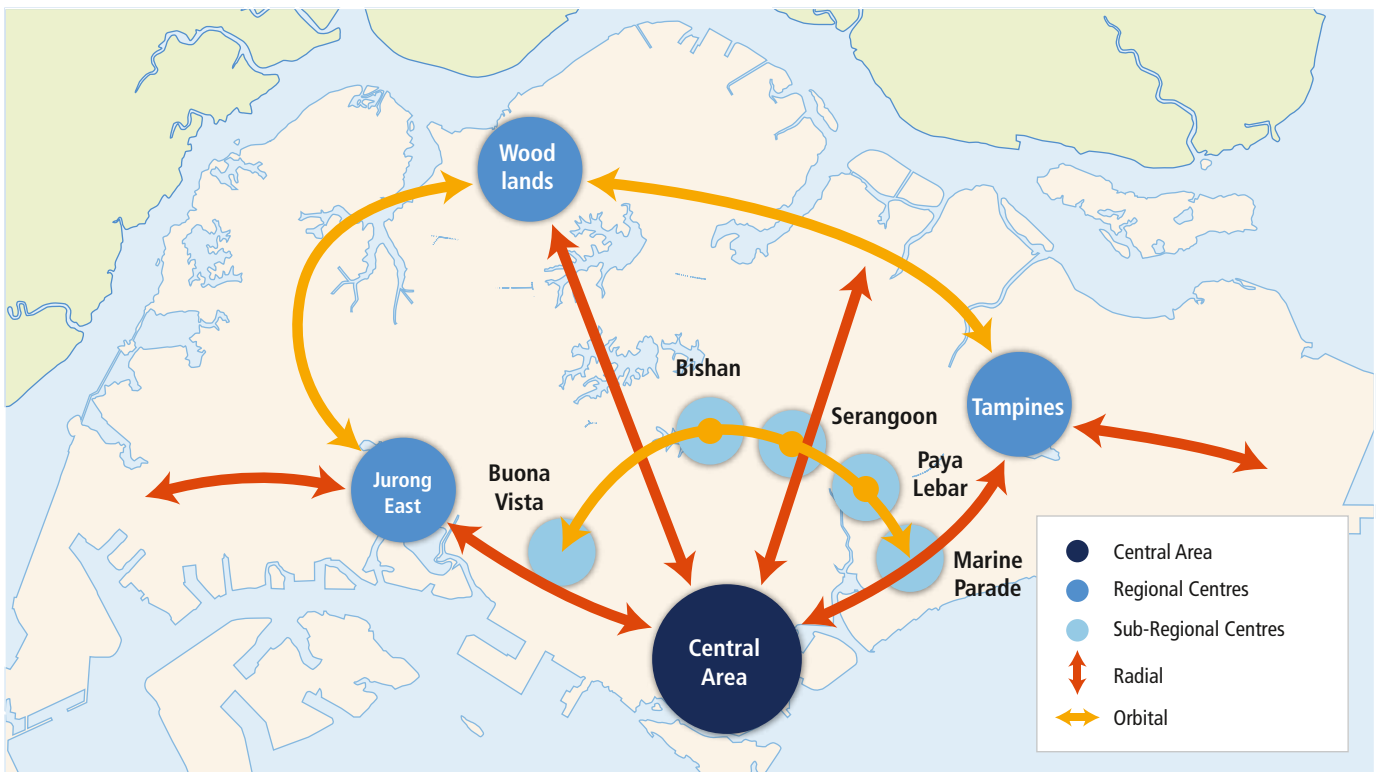 Wood
lands
Bishan
Serangoon
Tampines
Paya
Lebar
Buona
Vista
Jurong
East
Marine
Parade
Central
Area
Central Area
Regional Centres
Sub-Regional Centres
Radial
Orbital